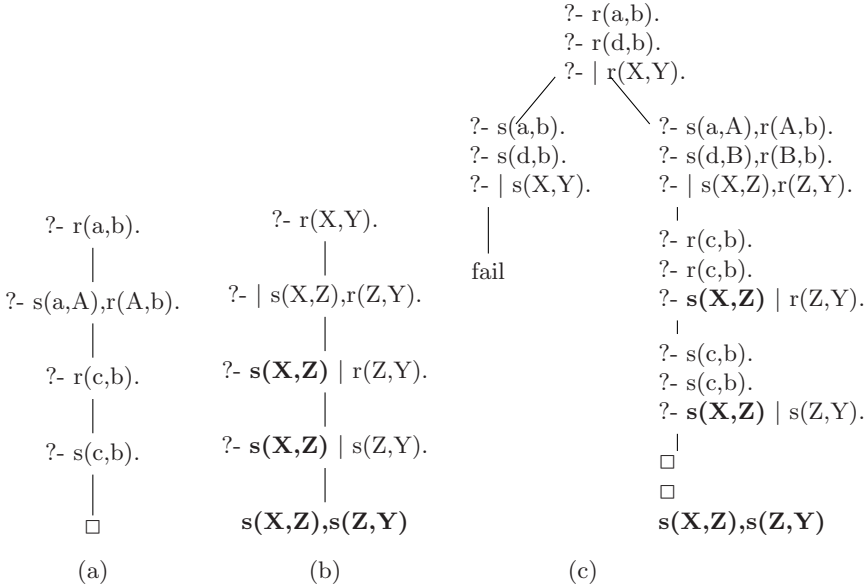 ?- r(a,b).
?- s(a,A),r(A,b).
?- r(c,b).
?- s(c,b).
□
(a)
?- r(X,Y).
?- | s(X,Z),r(Z,Y).
?- s(X,Z) | r(Z,Y).
?- s(X,Z) | s(Z,Y).
s(X,Z),s(Z,Y)
(b)
?- r(a,b).
?- r(d,b).
?- | r(X,Y).
?- s(a,b).
?- s(d,b).
?- | s(X,Y).
fail
?- s(a,A),r(A,b).
?- s(d,B),r(B,b).
?- | s(X,Z),r(Z,Y).
?- r(c,b).
?- r(c,b).
?- s(X,Z) | r(Z,Y).
?- s(c,b).
?- s(c,b).
?- s(X,Z) | s(Z,Y).
□
□
s(X,Z),s(Z,Y)
(c)